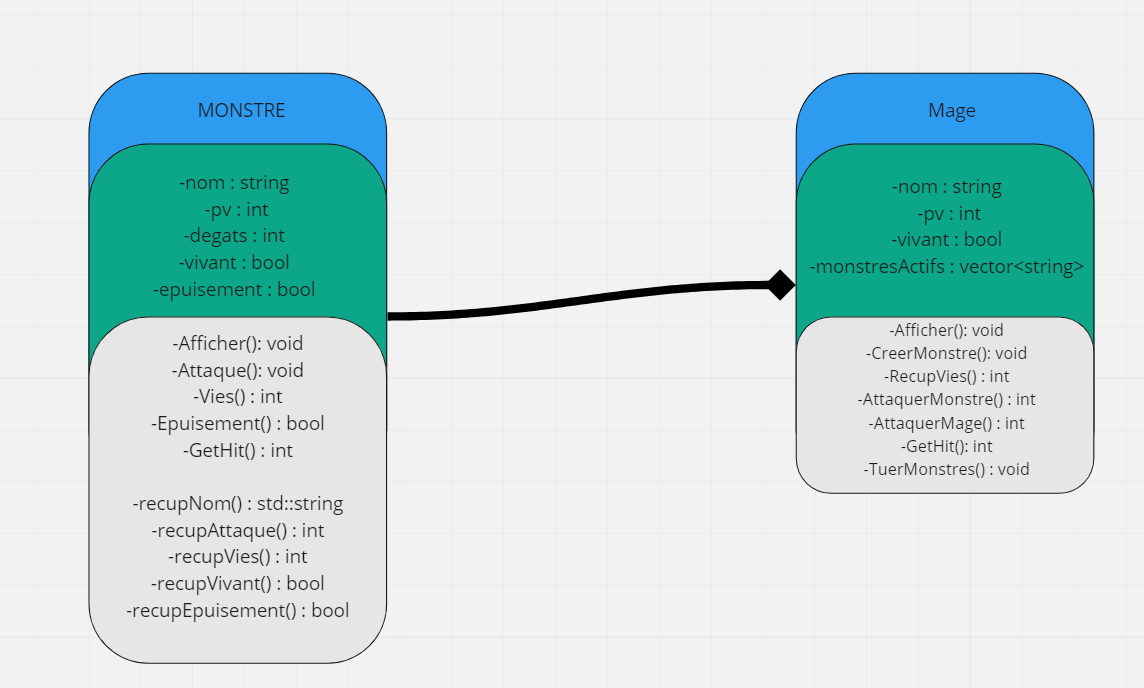 MONSTRE
-nom : string
-pv : int
-degats : int
-vivant : bool
-epuisement : bool
-Afficher(): void
-Attaque(): void
-Vies() : int
-Epuisement() : bool
-GetHit() : int
-recupNom() : std::string
-recupAttaque() : int
-recupVies() : int
-recupVivant() : bool
-recupEpuisement() : bool
Mage
-nom : string
-pv : int
-vivant : bool
-monstresActifs : vector<string>
-Afficher(): void
-CreerMonstre(): void
-RecupVies() : int
-AttaquerMonstre() : int
-AttaquerMage() : int
-GetHit(): int
-TuerMonstres() : void